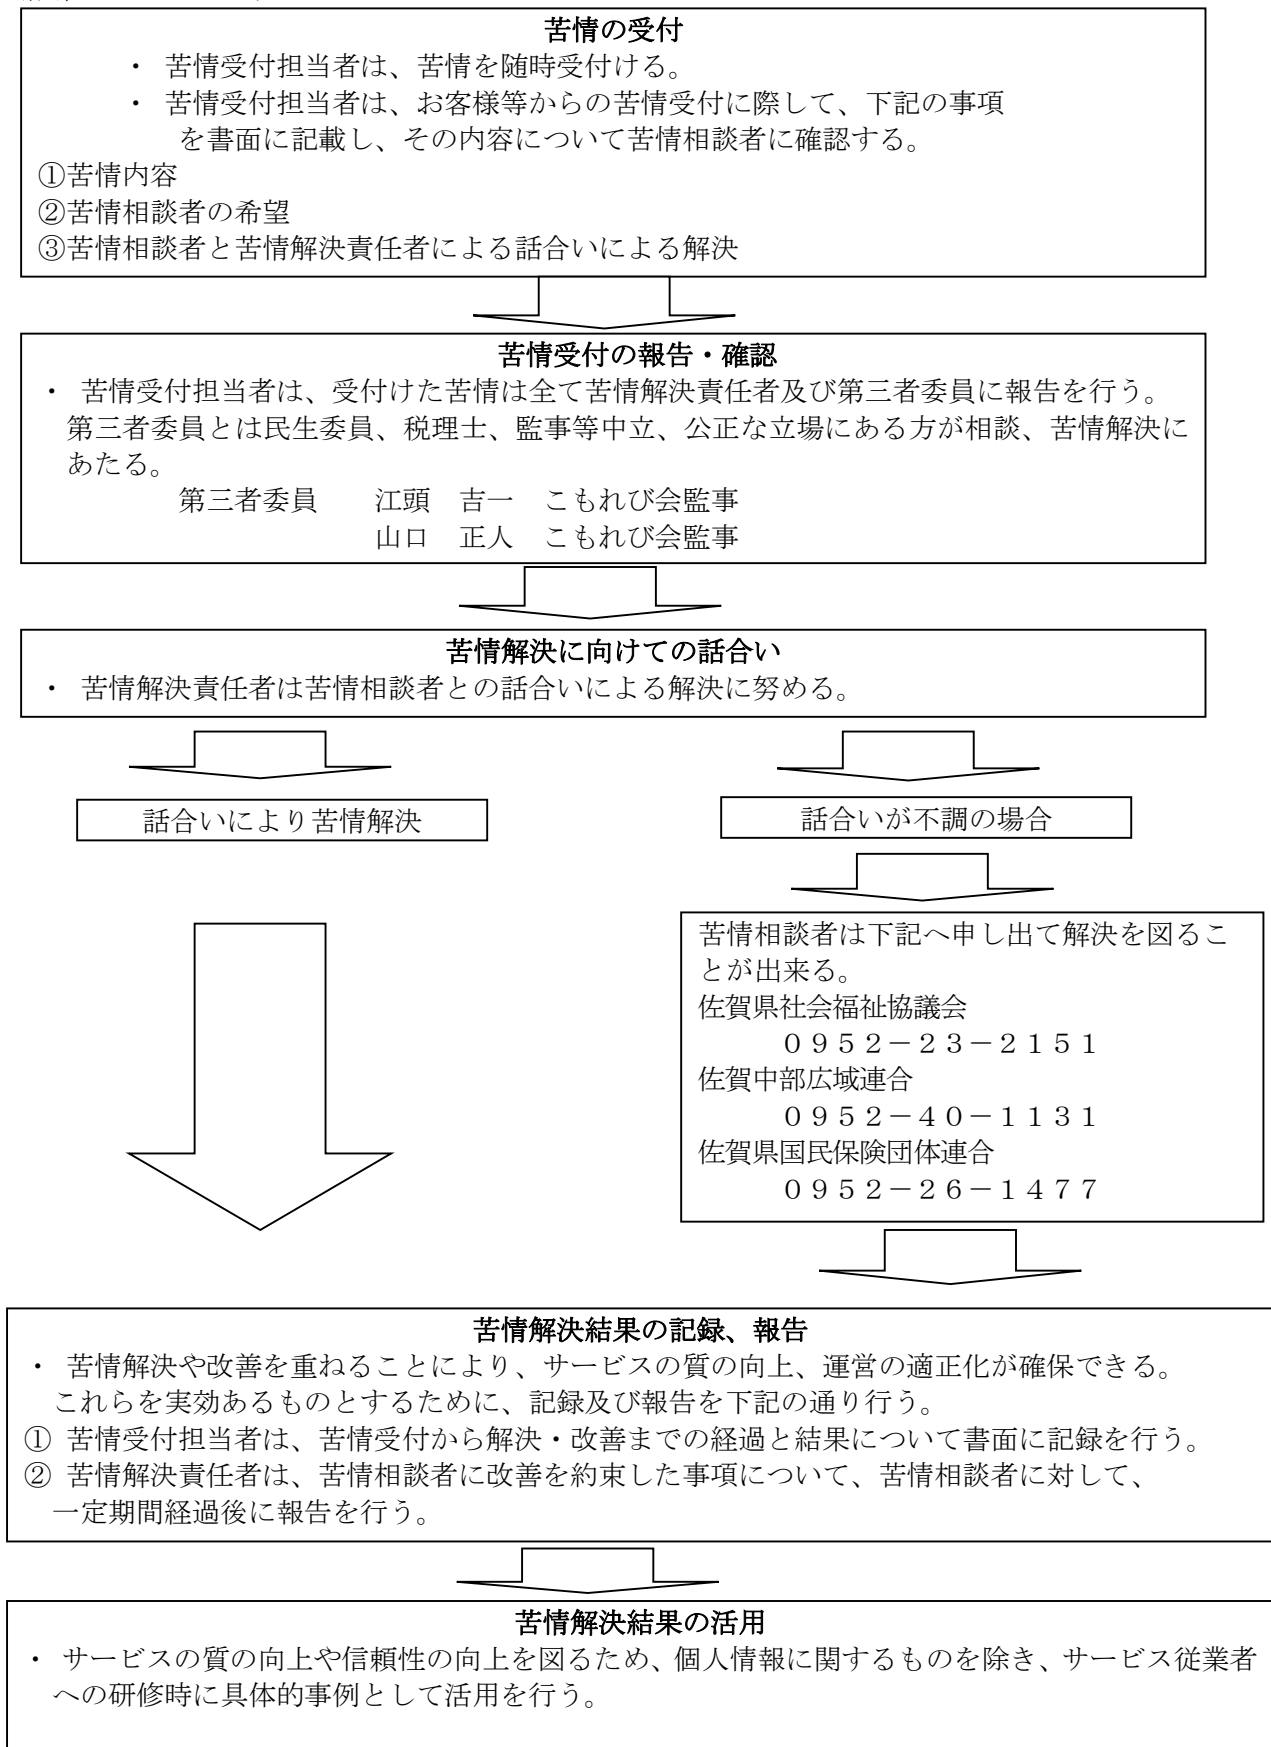 苦情の受付
・ 苦情受付担当者は、苦情を随時受付ける。
・ 苦情受付担当者は、お客様等からの苦情受付に際して、下記の事項
を書面に記載し、その内容について苦情相談者に確認する。
①苦情内容
②苦情相談者の希望
③苦情相談者と苦情解決責任者による話合いによる解決
苦情受付の報告・確認
・ 苦情受付担当者は、受付けた苦情は全て苦情解決責任者及び第三者委員に報告を行う。
第三者委員とは民生委員、税理士、監事等中立、公正な立場にある方が相談、苦情解決に
あたる。
第三者委員 江頭 吉一 こもれび会監事
山口 正人 こもれび会監事
苦情解決に向けての話合い
・ 苦情解決責任者は苦情相談者との話合いによる解決に努める。
話合いにより苦情解決
話合いが不調の場合
苦情相談者は下記へ申し出て解決を図るこ
とが出来る。
佐賀県社会福祉協議会
０９５２－２３－２１５１
佐賀中部広域連合
０９５２－４０－１１３１
佐賀県国民保険団体連合
０９５２－２６－１４７７
苦情解決結果の記録、報告
・ 苦情解決や改善を重ねることにより、サービスの質の向上、運営の適正化が確保できる。
これらを実効あるものとするために、記録及び報告を下記の通り行う。
① 苦情受付担当者は、苦情受付から解決・改善までの経過と結果について書面に記録を行う。
② 苦情解決責任者は、苦情相談者に改善を約束した事項について、苦情相談者に対して、
一定期間経過後に報告を行う。
苦情解決結果の活用
・ サービスの質の向上や信頼性の向上を図るため、個人情報に関するものを除き、サービス従業者
への研修時に具体的事例として活用を行う。